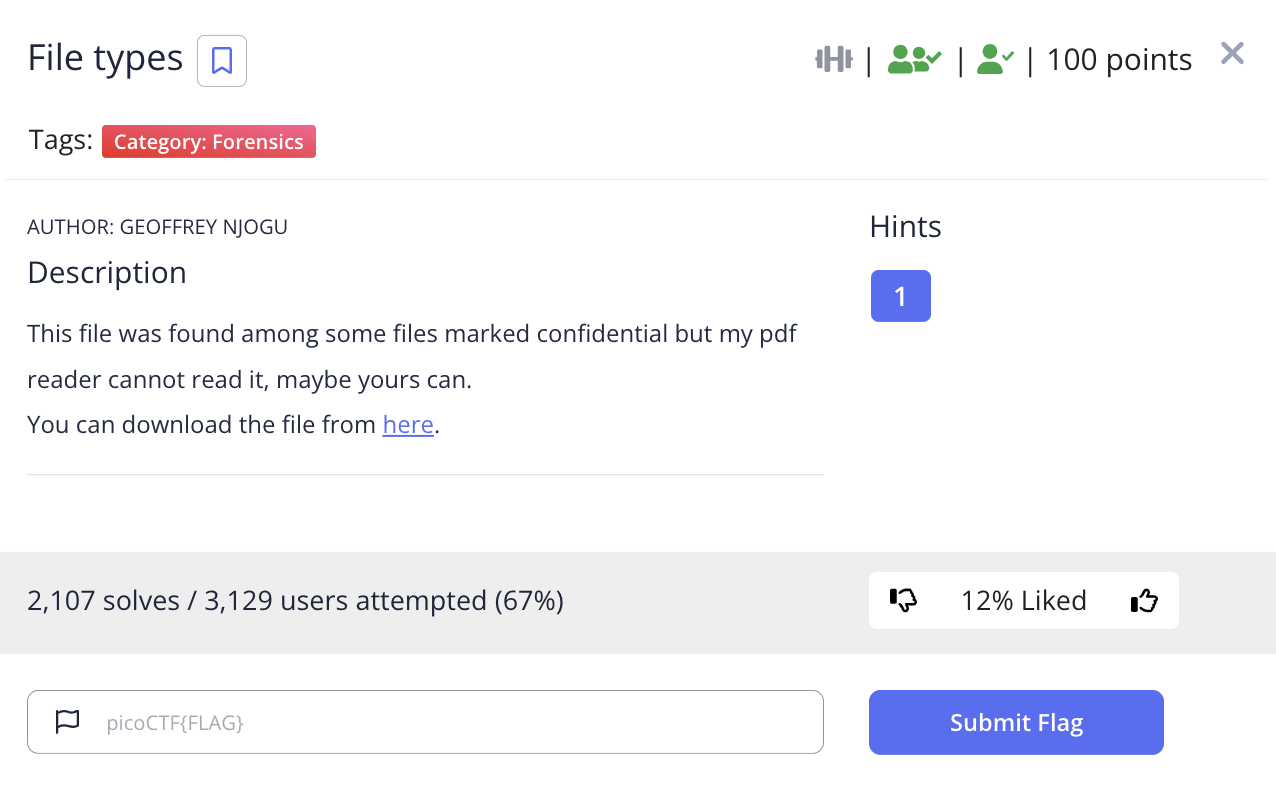 File types
| | | 100 points
Tags: Category: Forensics
AUTHOR: GEOFFREY NJOGU
Description
This file was found among some files marked confidential but my pdf
reader cannot read it, maybe yours can.
You can download the file from here.
Hints
1
2,107 solves / 3,129 users attempted (67%)
12% Liked
picoCTF{FLAG}
Submit Flag